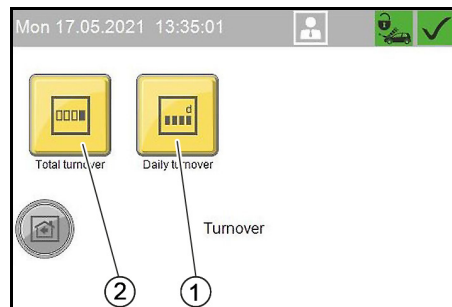 Mon 17.05.2021 13:35:01
d
Total turnover
Daily turnover
Turnover
2
1